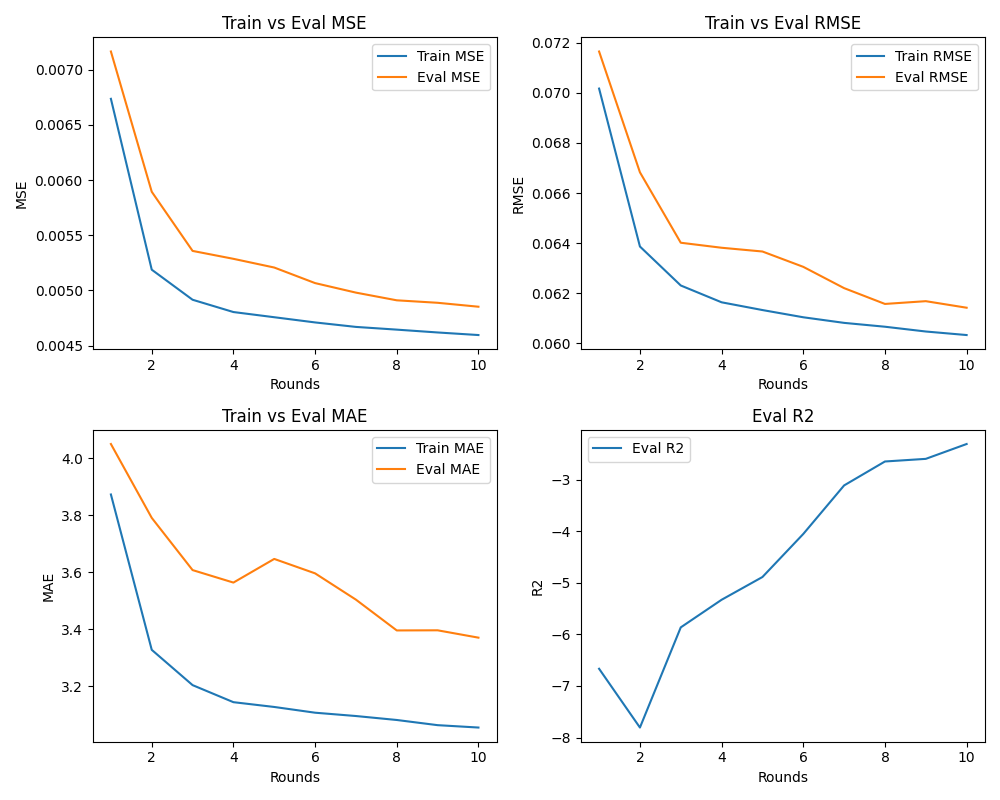 Train vs Eval MSE
Train MSE
Eval MSE
0.0070
0.0065
0.0060
0.0055
0.0050
0.0045
MSE
2 4 6 8 10
Rounds
Train vs Eval RMSE
Train RMSE
Eval RMSE
0.072
0.070
0.068
0.066
0.064
0.062
0.060
RMSE
2 4 6 8 10
Rounds
Train vs Eval MAE
Train MAE
Eval MAE
4.0
3.8
3.6
3.4
3.2
MAE
2 4 6 8 10
Rounds
Eval R2
Eval R2
−3
−4
−5
−6
−7
−8
R2
2 4 6 8 10
Rounds